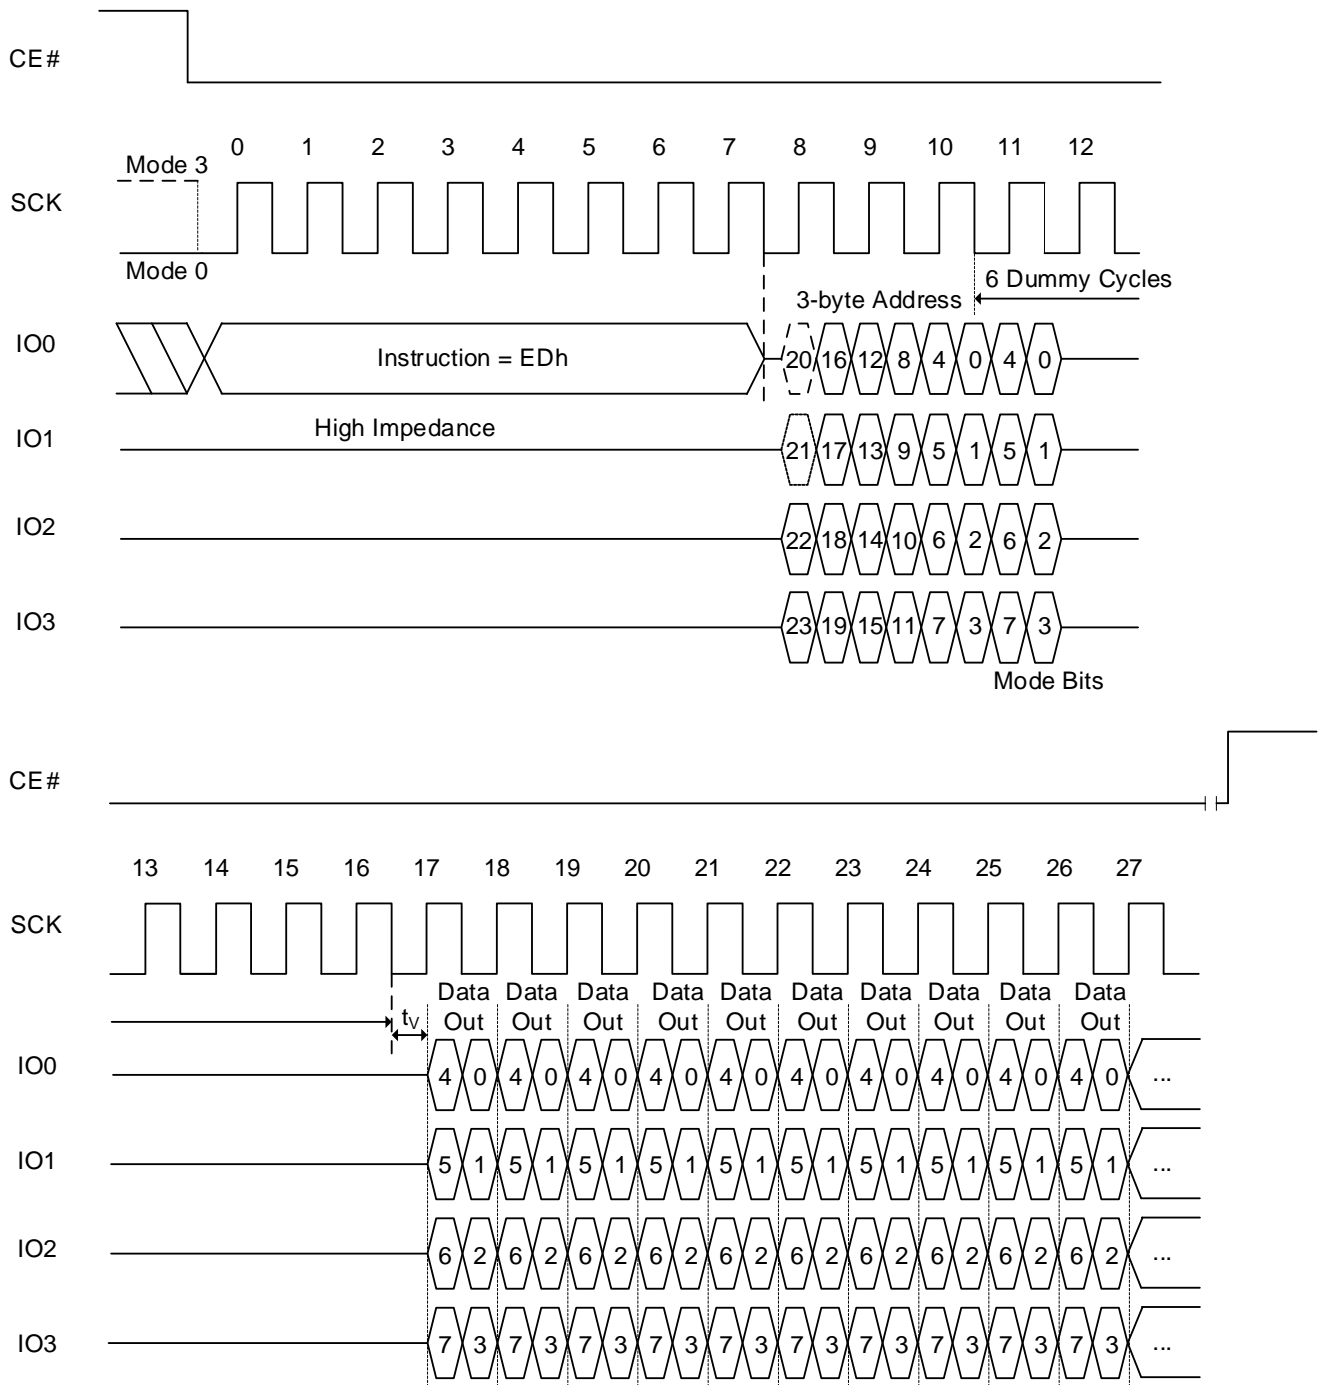 CE#
0 1 2 3 4 5 6 7 8 9 10 11 12
Mode 3
SCK
Mode 0
6 Dummy Cycles
3-byte Address
IO0 Instruction = EDh 20 16 12 8 4 0 4 0
High Impedance
IO1 21 17 13 9 5 1 5 1
IO2 22 18 14 10 6 2 6 2
IO3 23 19 15 11 7 3 7 3
Mode Bits
CE#
13 14 15 16 17 18 19 20 21 22 23 24 25 26 27
SCK
Data Data Data Data Data Data Data Data Data Data
tV Out Out Out Out Out Out Out Out Out Out
IO0 4 0 4 0 4 0 4 0 4 0 4 0 4 0 4 0 4 0 4 0 ...
IO1 5 1 5 1 5 1 5 1 5 1 5 1 5 1 5 1 5 1 5 1 ...
IO2 6 2 6 2 6 2 6 2 6 2 6 2 6 2 6 2 6 2 6 2 ...
IO3 7 3 7 3 7 3 7 3 7 3 7 3 7 3 7 3 7 3 7 3 ...